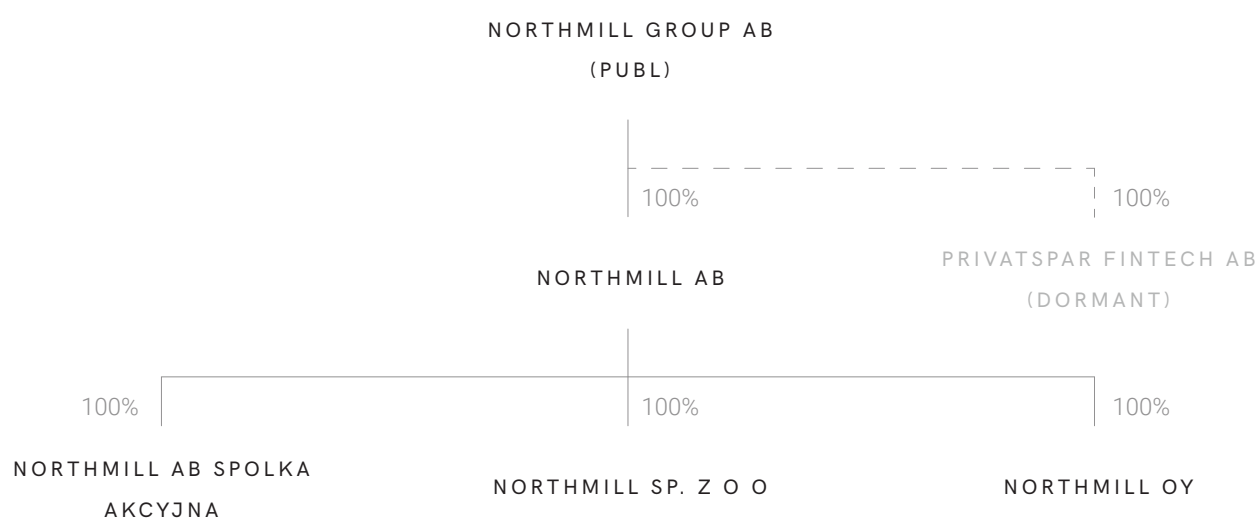 NORTHMILL GROUP AB
(PUBL)
100%
100%
PRIVATSPAR FINTECH AB
(DORMANT)
NORTHMILL AB
100%
100%
100%
NORTHMILL AB SPOLKA
AKCYJNA
NORTHMILL SP. Z O O
NORTHMILL OY